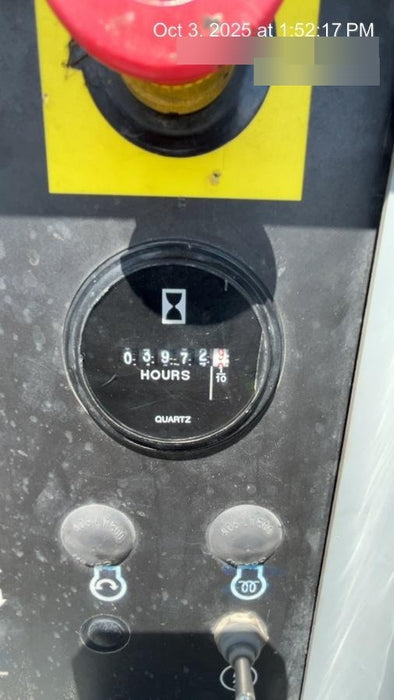 Oct 3, 2025 at 1:52:17 PM
0 3 9 7 2
HOURS
1/10
QUARTZ